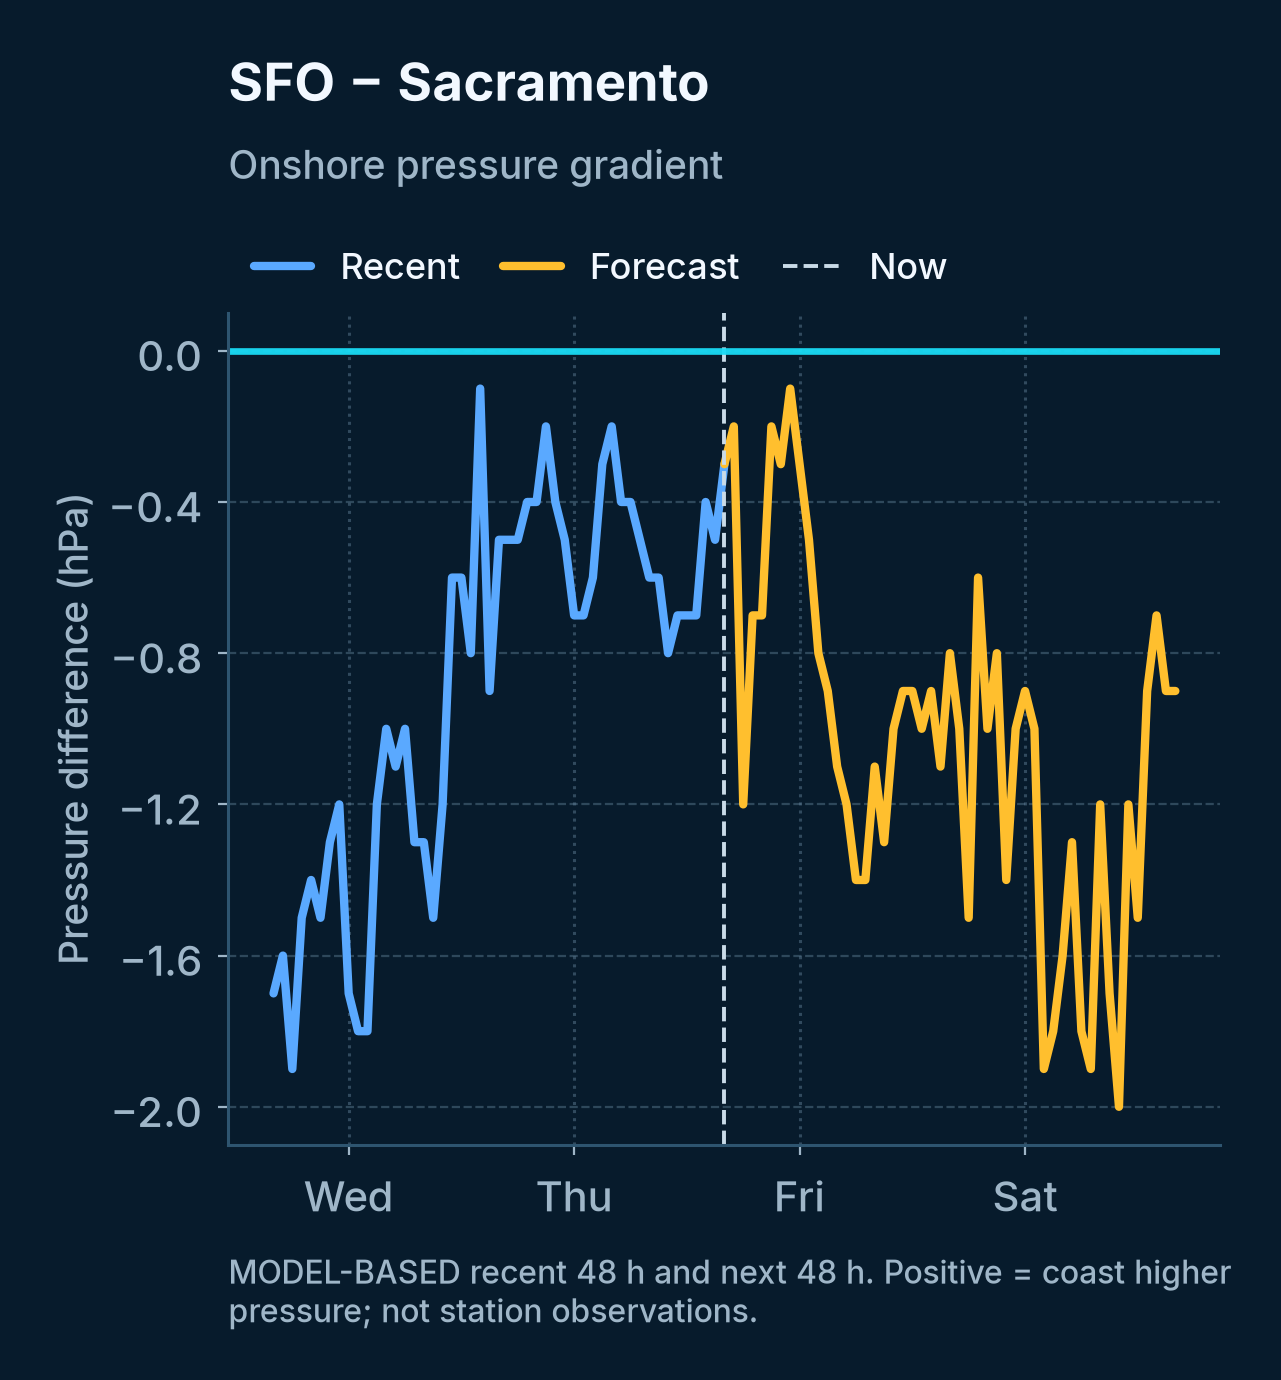 SFO − Sacramento
Onshore pressure gradient
Recent Forecast Now
0.0
−0.4
−0.8
−1.2
−1.6
−2.0
Pressure difference (hPa)
Wed Thu Fri Sat
MODEL-BASED recent 48 h and next 48 h. Positive = coast higher
pressure; not station observations.